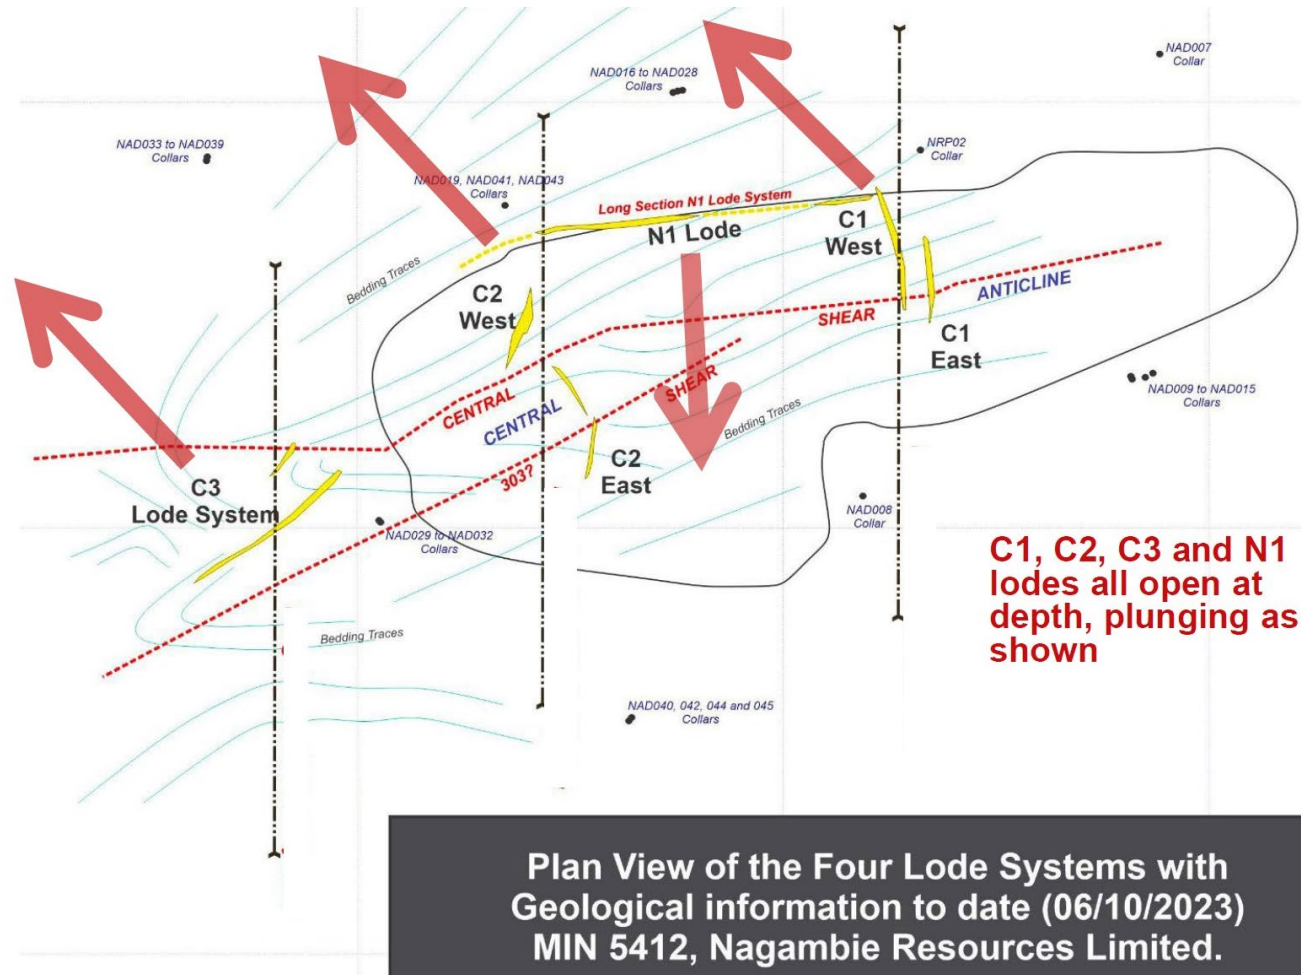 NAD007
Collar
NAD016 to NAD028
Collars
NAD033 to NAD039
Collars
NRP02
Collar
NAD019, NAD041, NAD043
Collars
Long Section N1 Lode System
N1 Lode
C1
West
Bedding Traces
C2
West
ANTICLINE
SHEAR
C1
East
SHEAR
CENTRAL
CENTRAL
NAD009 to NAD015
Collars
Bedding Traces
303?
C2
East
C3
Lode System
NAD008
Collar
NAD029 to NAD032
Collars
C1, C2, C3 and N1
lodes all open at
depth, plunging as
shown
Bedding Traces
NAD040, 042, 044 and 045
Collars
Plan View of the Four Lode Systems with
Geological information to date (06/10/2023)
MIN 5412, Nagambie Resources Limited.